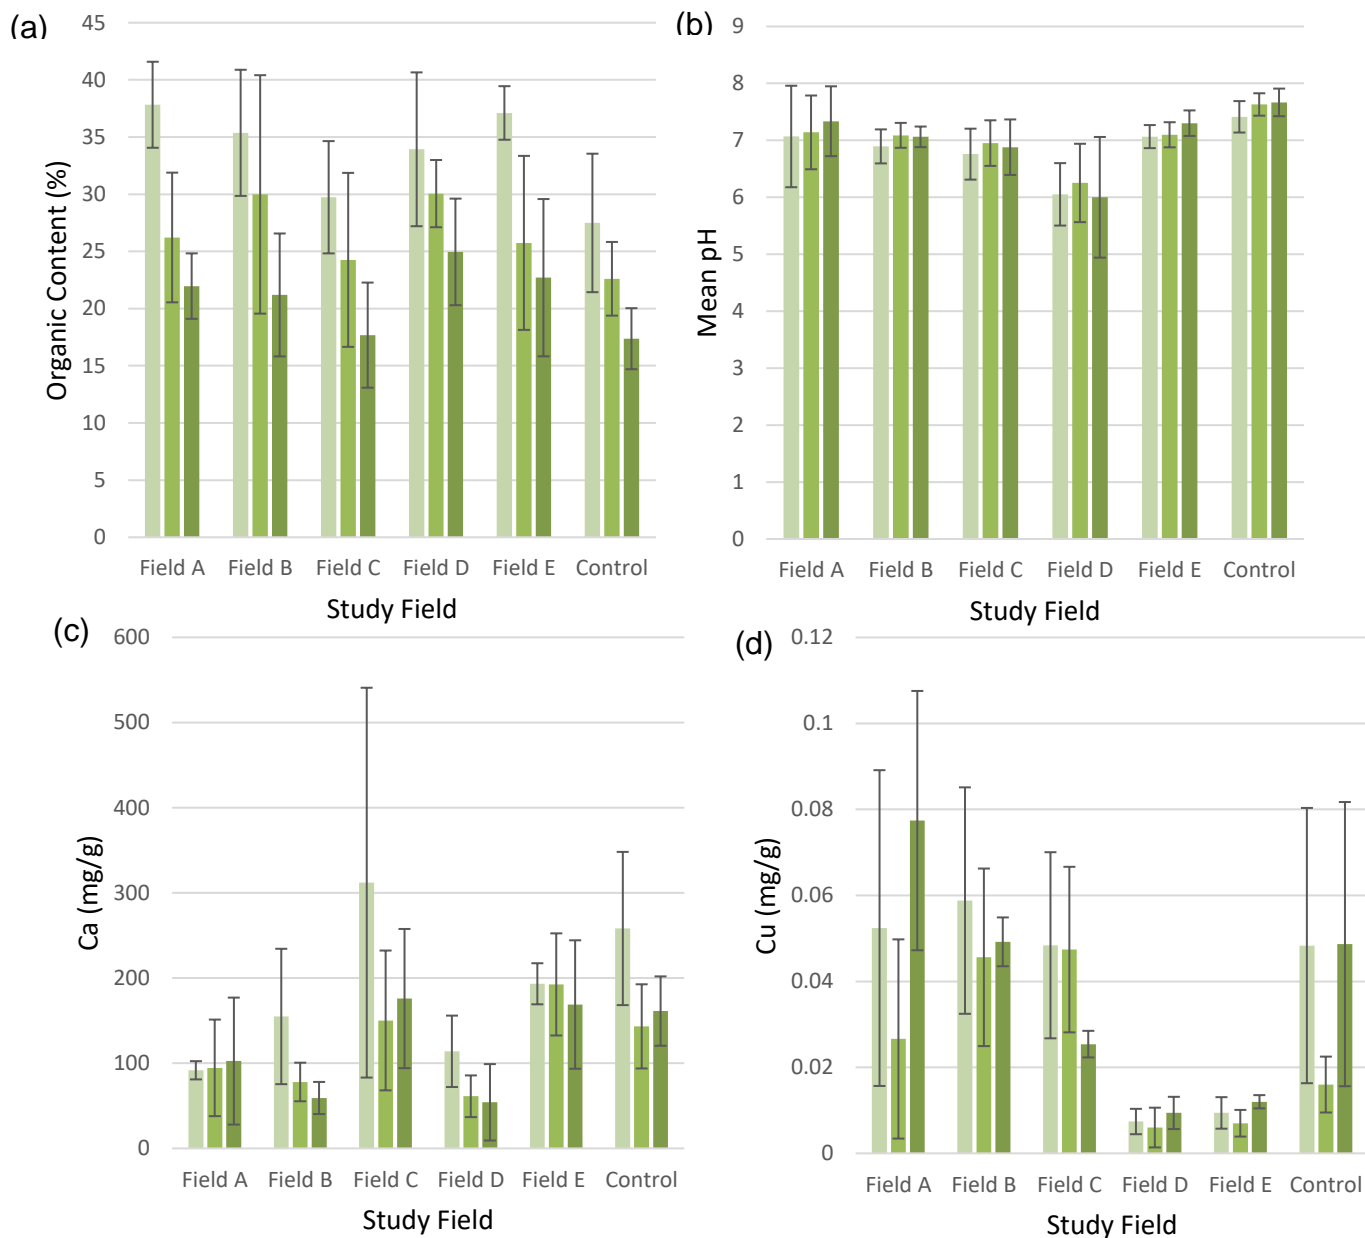 (a)
Organic Content (%)
45
40
35
30
25
20
15
10
5
0
Field A Field B Field C Field D Field E Control
Study Field
(b)
Mean pH
9
8
7
6
5
4
3
2
1
0
Field A Field B Field C Field D Field E Control
Study Field
(c)
Ca (mg/g)
600
500
400
300
200
100
0
Field A Field B Field C Field D Field E Control
Study Field
(d)
Cu (mg/g)
0.12
0.1
0.08
0.06
0.04
0.02
0
Field A Field B Field C Field D Field E Control
Study Field